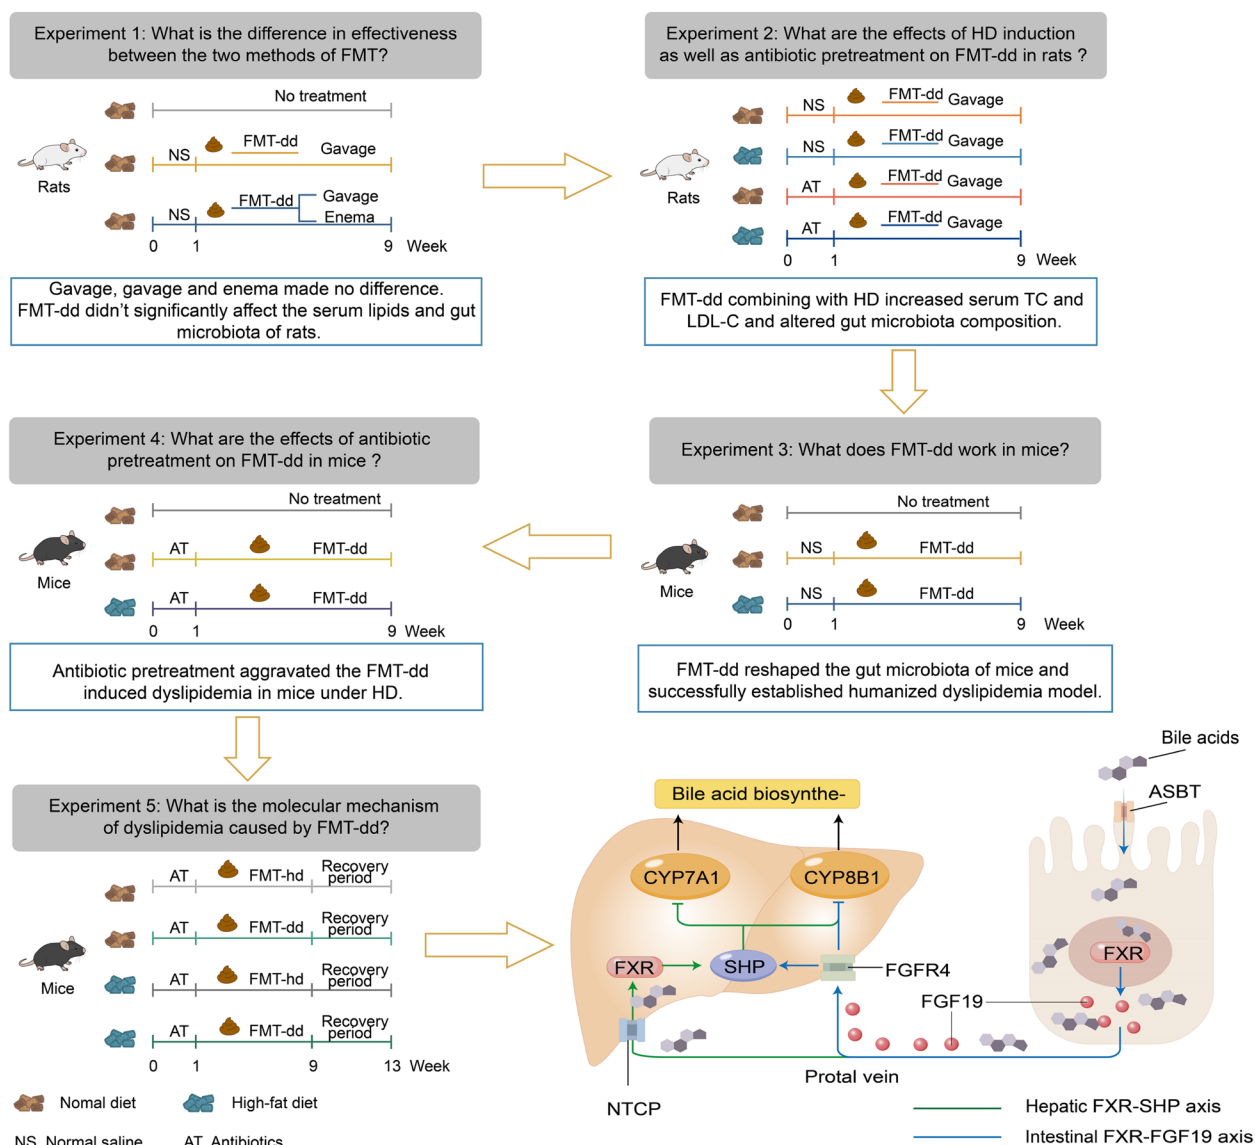 Experiment 1: What is the difference in effectiveness
between the two methods of FMT?
No treatment
NS
FMT-dd
Gavage
Rats
NS
FMT-dd
Gavage
Enema
0
1
9
Week
Gavage, gavage and enema made no difference.
FMT-dd didn't significantly affect the serum lipids and gut
microbiota of rats.
Experiment 2: What are the effects of HD induction
as well as antibiotic pretreatment on FMT-dd in rats ?
NS
FMT-dd
Gavage
NS
FMT-dd
Gavage
Rats
AT
FMT-dd
Gavage
AT
FMT-dd
Gavage
0
1
9
Week
FMT-dd combining with HD increased serum TC and
LDL-C and altered gut microbiota composition.
Experiment 4: What are the effects of antibiotic
pretreatment on FMT-dd in mice ?
No treatment
AT
FMT-dd
Mice
AT
FMT-dd
0
1
9
Week
Antibiotic pretreatment aggravated the FMT-dd
induced dyslipidemia in mice under HD.
Experiment 3: What does FMT-dd work in mice?
No treatment
NS
FMT-dd
Mice
NS
FMT-dd
0
1
9
Week
FMT-dd reshaped the gut microbiota of mice and
successfully established humanized dyslipidemia model.
Experiment 5: What is the molecular mechanism
of dyslipidemia caused by FMT-dd?
AT
FMT-hd
Recovery
period
AT
FMT-dd
Recovery
period
Mice
AT
FMT-hd
Recovery
period
AT
FMT-dd
Recovery
period
0
1
9
13
Week
Nomal diet
High-fat diet
NS Normal saline
AT Antibiotics
Bile acids
ASBT
Bile acid biosynthe-
CYP7A1
CYP8B1
FXR
SHP
FGFR4
FXR
FGF19
Protal vein
NTCP
Hepatic FXR-SHP axis
Intestinal FXR-FGF19 axis